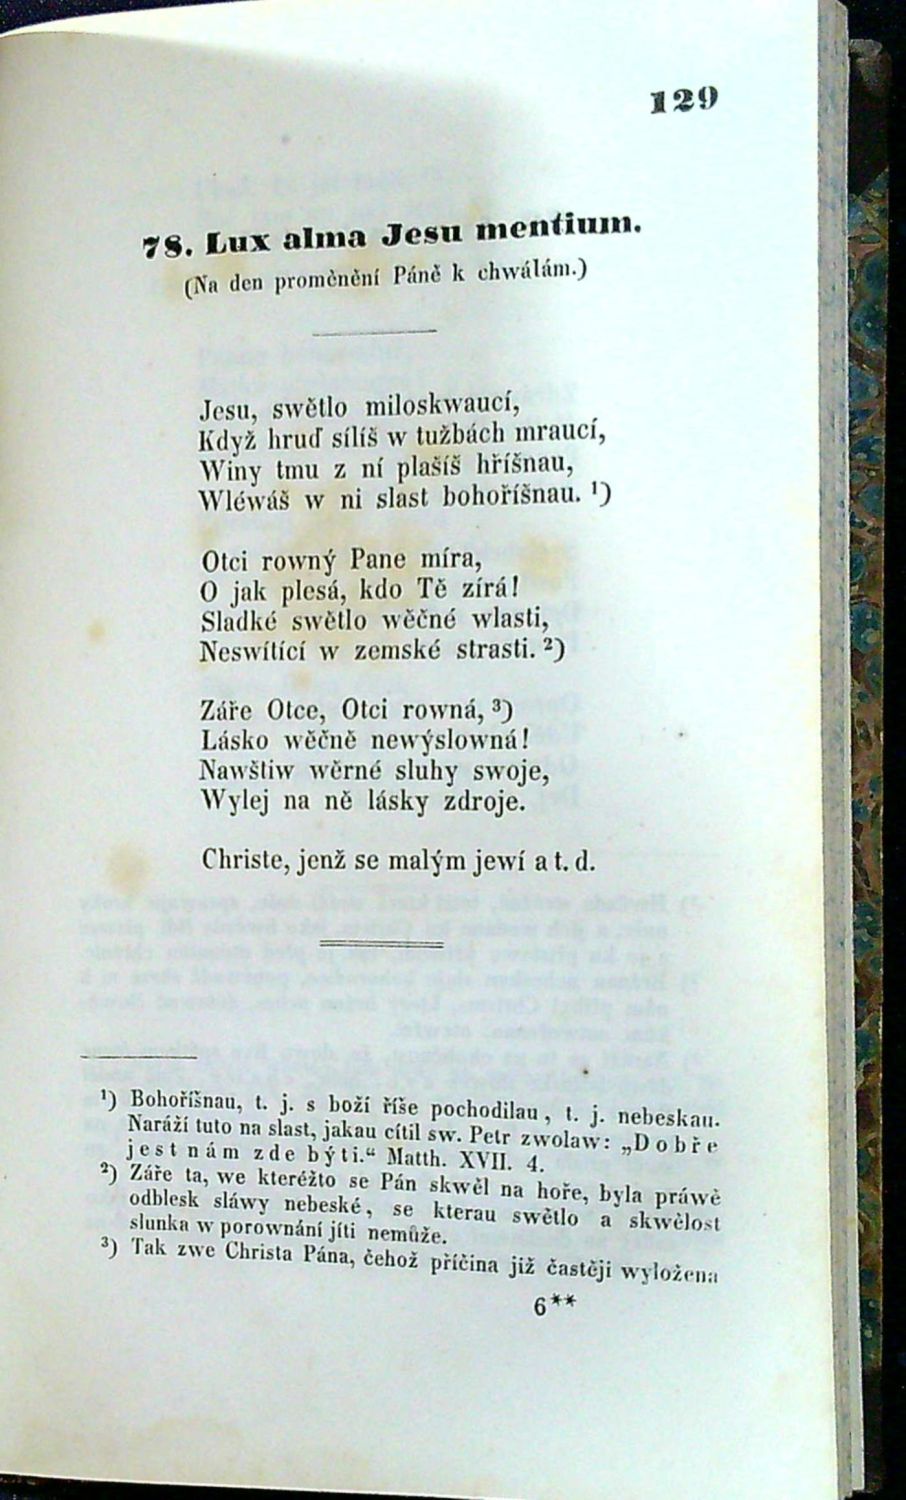 129
78. Lux alma Jesu mentium.
(Na den proměnění Páně k chwálám.)
Jesu, swětlo miloskwaucí,
Když hruď sílíš w tužbách mraucí,
Winy tmu z ní plašíš hříšnau,
Wléwáš w ni slast bohoříšnau. ¹)
Otci rowný Pane míra,
O jak plesá, kdo Tě zírá!
Sladké swětlo wěčné wlasti,
Neswítící w zemské strasti. ²)
Záře Otce, Otci rowná, ³)
Lásko wěčně newýslowná!
Nawštiw wěrné sluhy swoje,
Wylej na ně lásky zdroje.
Christe, jenž se malým jewí a t. d.
¹) Bohoříšnau, t. j. s boží říše pochodilau, t. j. nebeskau.
Naráží tuto na slast, jakau cítil sw. Petr zwolaw: „Dobře
jest nám zde býti.“ Matth. XVII. 4.
²) Záře ta, we kteréžto se Pán skwěl na hoře, byla práwě
odblesk sláwy nebeské, se kterau swětlo a skwělost
slunka w porownání jíti nemůže.
³) Tak zwe Christa Pána, čehož příčina již častěji wyložena
6**